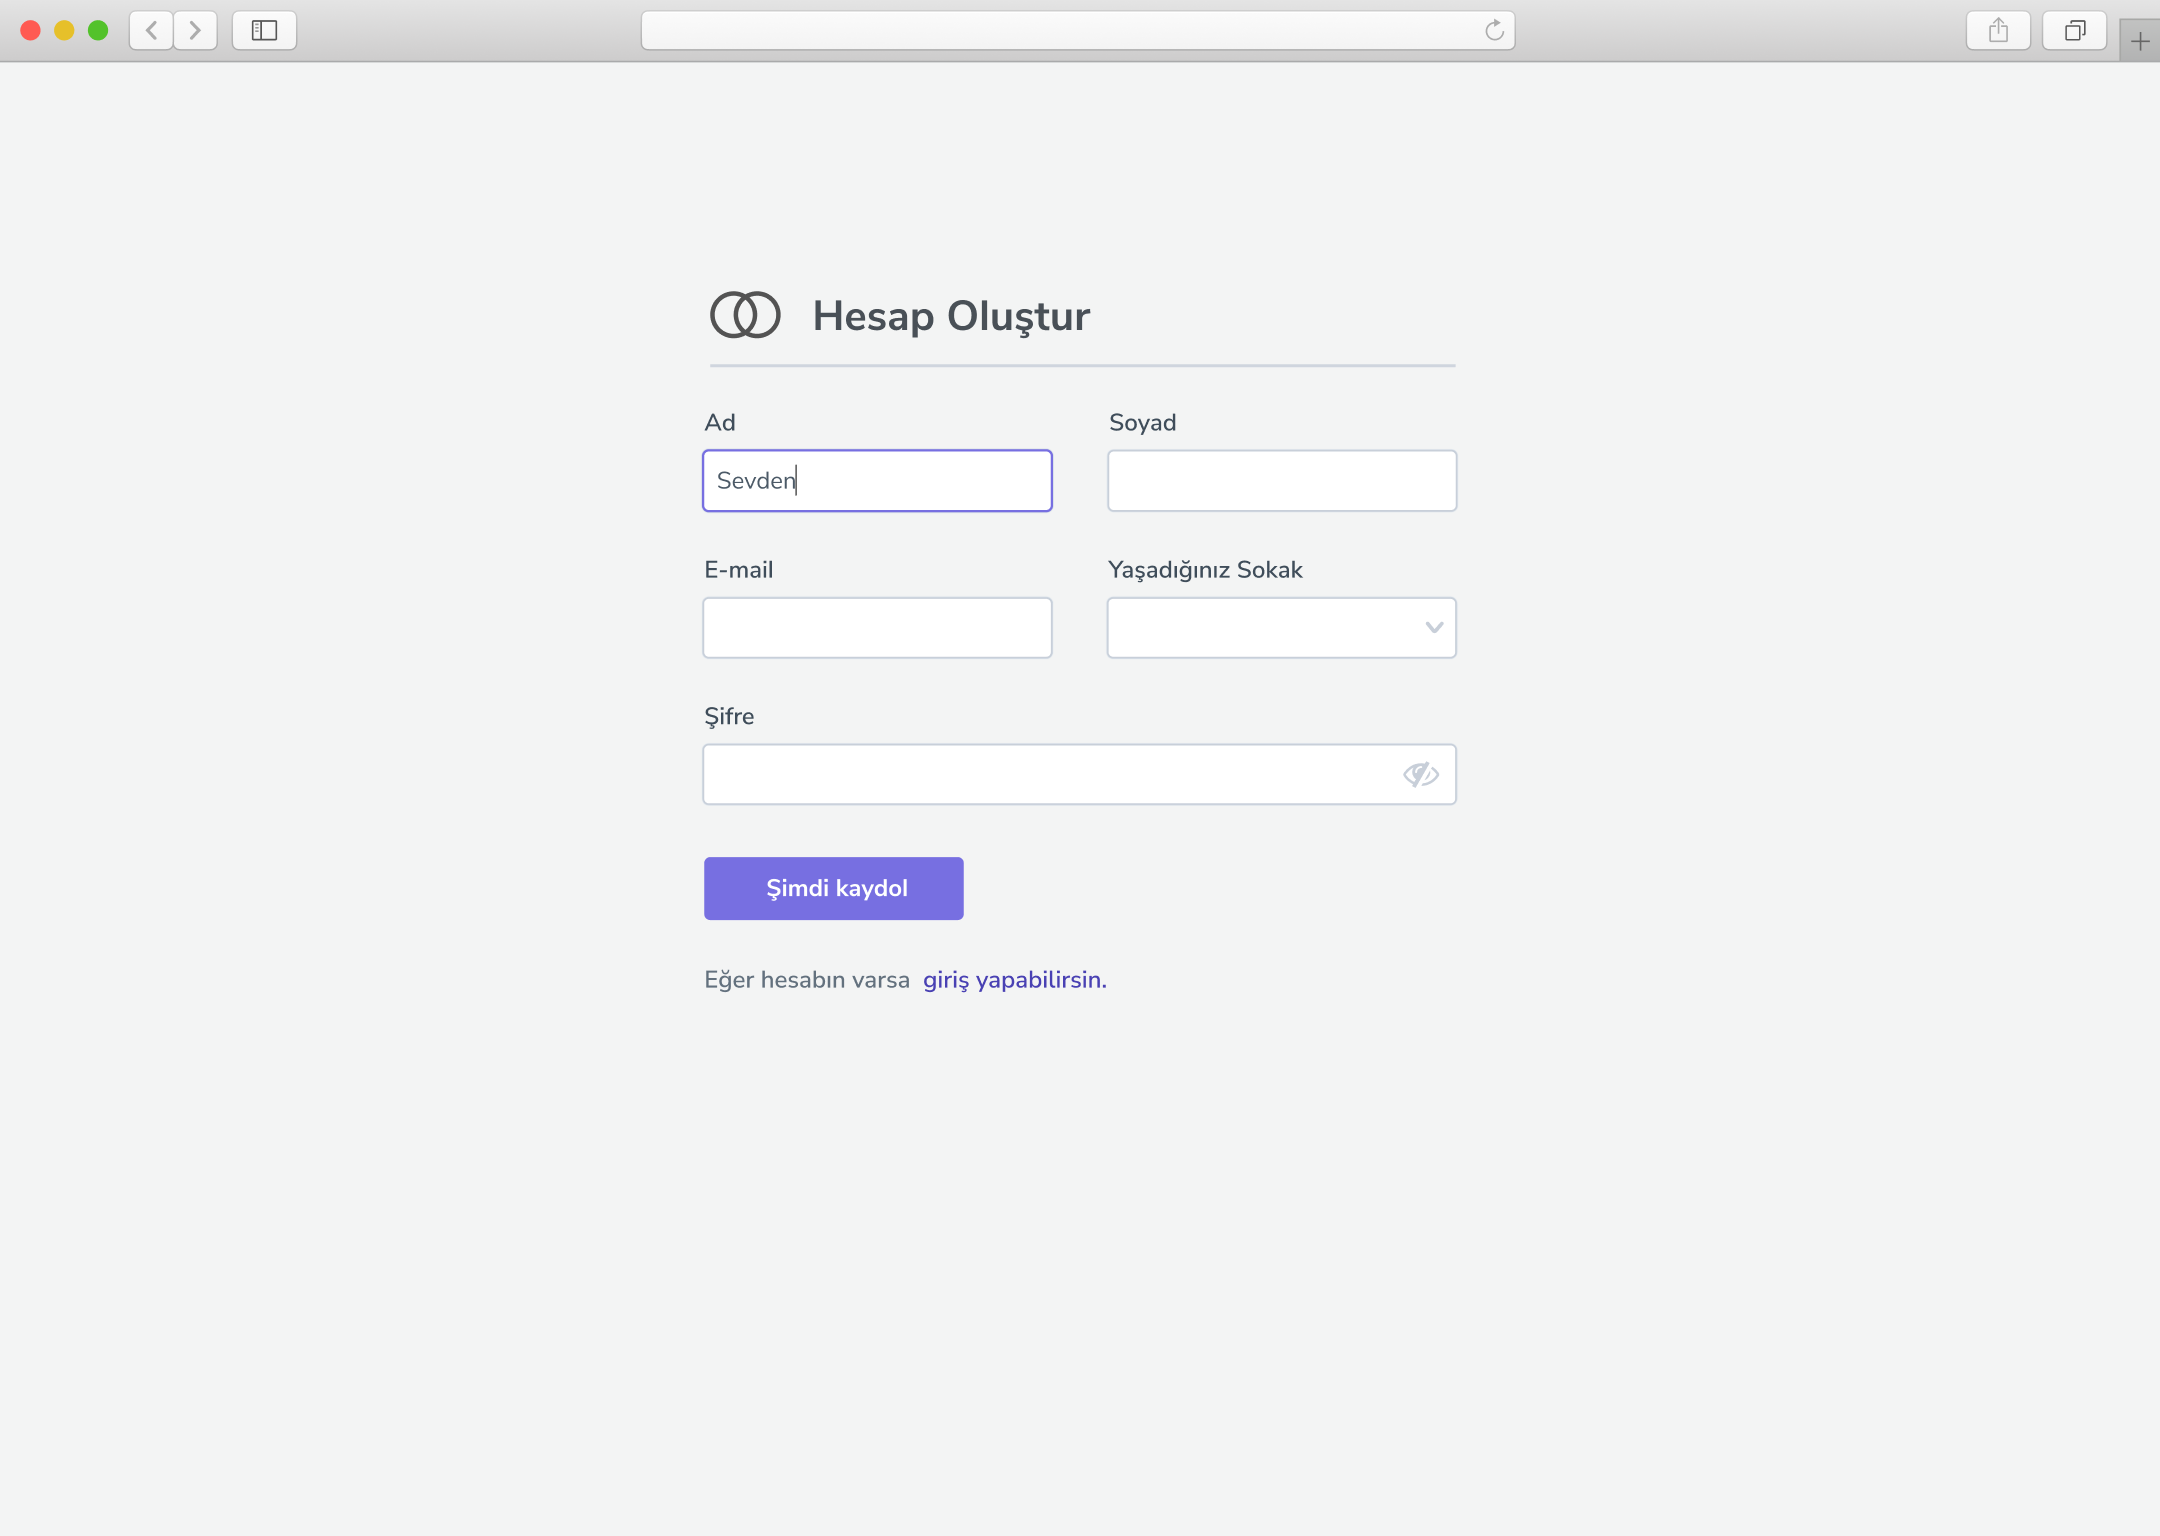 Hesap Oluştur
Ad
Soyad
Sevden
E-mail
Yaşadığınız Sokak
Şifre
Şimdi kaydol
Eğer hesabın varsa giriş yapabilirsin.